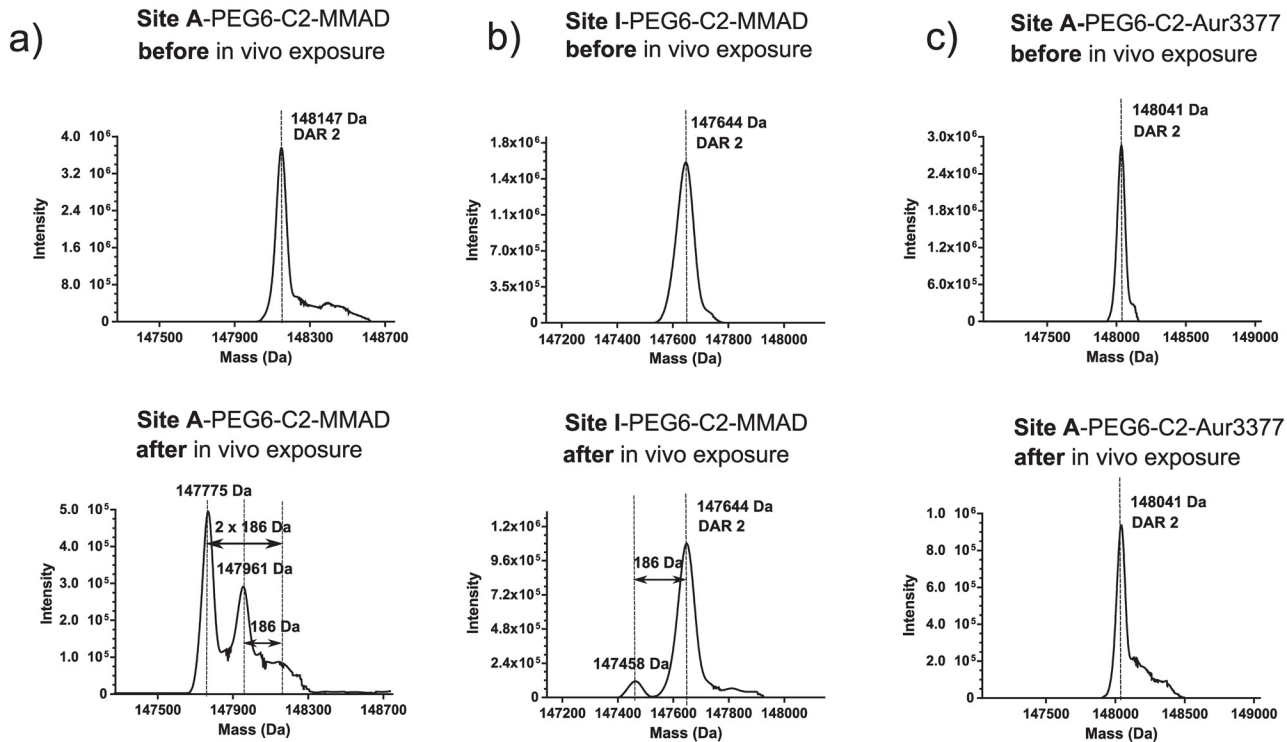 a)
Site A-PEG6-C2-MMAD
before in vivo exposure
148147 Da
DAR 2
4.0 10⁶
3.2 10⁶
2.4 10⁶
1.6 10⁶
8.0 10⁵
0
Intensity
147500 147900 148300 148700
Mass (Da)
b)
Site I-PEG6-C2-MMAD
before in vivo exposure
147644 Da
DAR 2
1.8x10⁶
1.4x10⁶
1.1x10⁶
7.0x10⁵
3.5x10⁵
0
Intensity
147200 147400 147600 147800 148000
Mass (Da)
c)
Site A-PEG6-C2-Aur3377
before in vivo exposure
148041 Da
DAR 2
3.0x10⁶
2.4x10⁶
1.8x10⁶
1.2x10⁶
6.0x10⁵
0
Intensity
147500 148000 148500 149000
Mass (Da)
Site A-PEG6-C2-MMAD
after in vivo exposure
147775 Da
2 x 186 Da
147961 Da
186 Da
5.0 10⁵
4.0 10⁵
3.0 10⁵
2.0 10⁵
1.0 10⁵
0
Intensity
147500 147900 148300 148700
Mass (Da)
Site I-PEG6-C2-MMAD
after in vivo exposure
147644 Da
DAR 2
186 Da
147458 Da
1.2x10⁶
9.6x10⁵
7.2x10⁵
4.8x10⁵
2.4x10⁵
0
Intensity
147200 147400 147600 147800 148000
Mass (Da)
Site A-PEG6-C2-Aur3377
after in vivo exposure
148041 Da
DAR 2
1.0 10⁶
8.0 10⁵
6.0 10⁵
4.0 10⁵
2.0 10⁵
0
Intensity
147500 148000 148500 149000
Mass (Da)